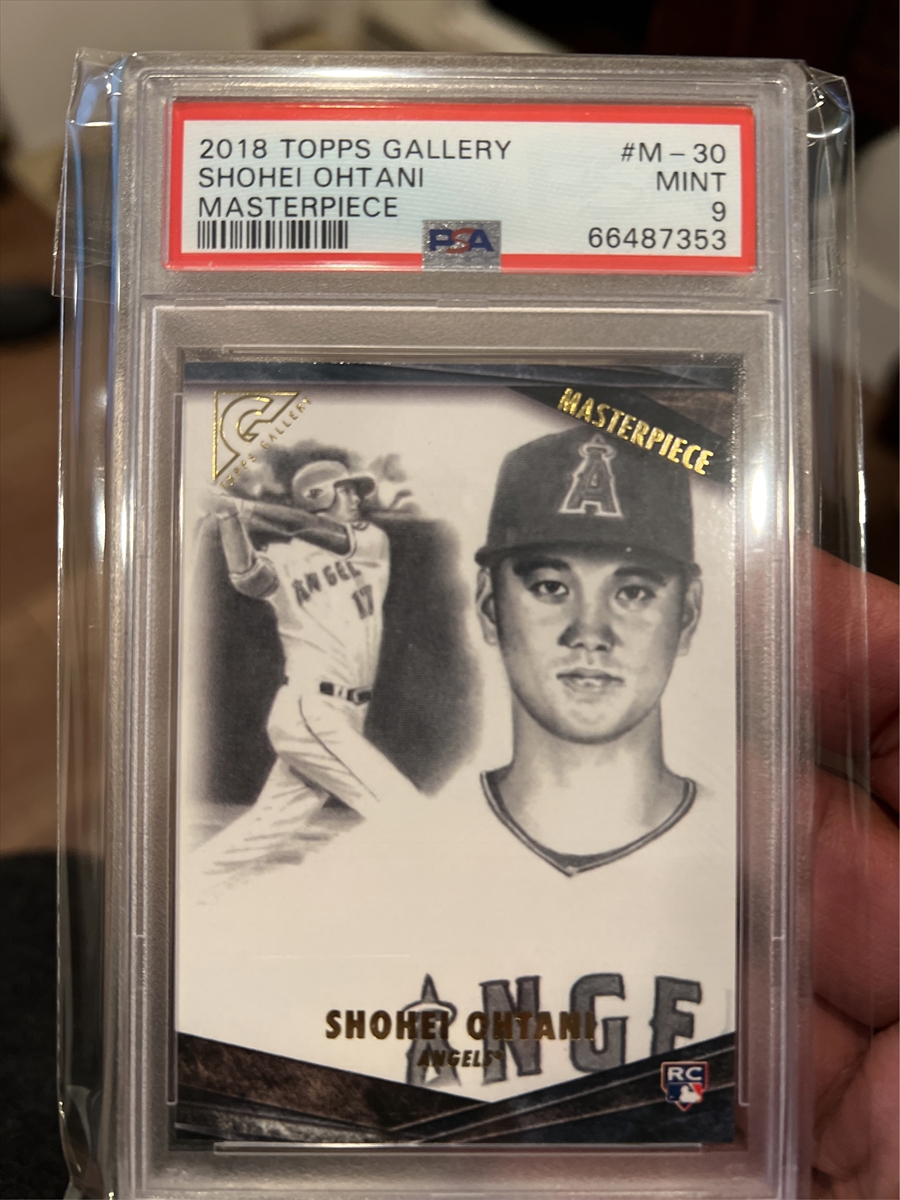 2018 TOPPS GALLERY #M-30
SHOHEI OHTANI MINT
MASTERPIECE 9
PSA 66487353
MASTERPIECE
TOPPS GALLERY
A
ANGEL
17
ANGE
SHOHEI OHTANI
ANGELS
RC